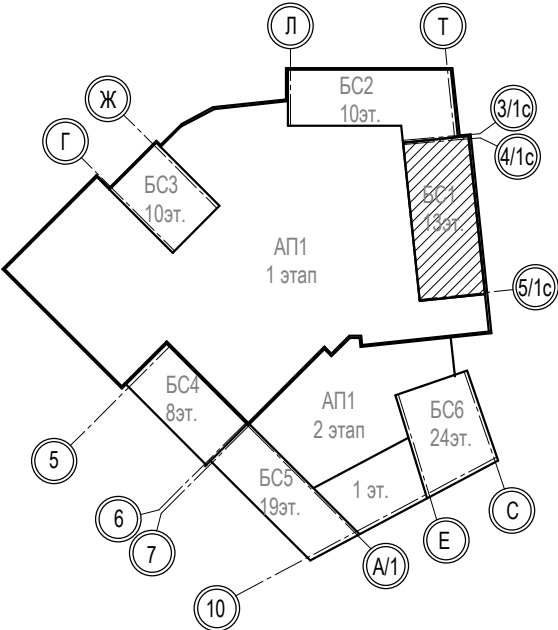 Л
Т
Ж
БС2
10эт.
3/1с
Г
4/1с
БС3
10эт.
БС1
13эт.
АП1
1 этап
5/1с
БС4
8эт.
АП1
2 этап
БС6
24эт.
5
БС5
19эт.
1 эт.
6
7
С
Е
А/1
10